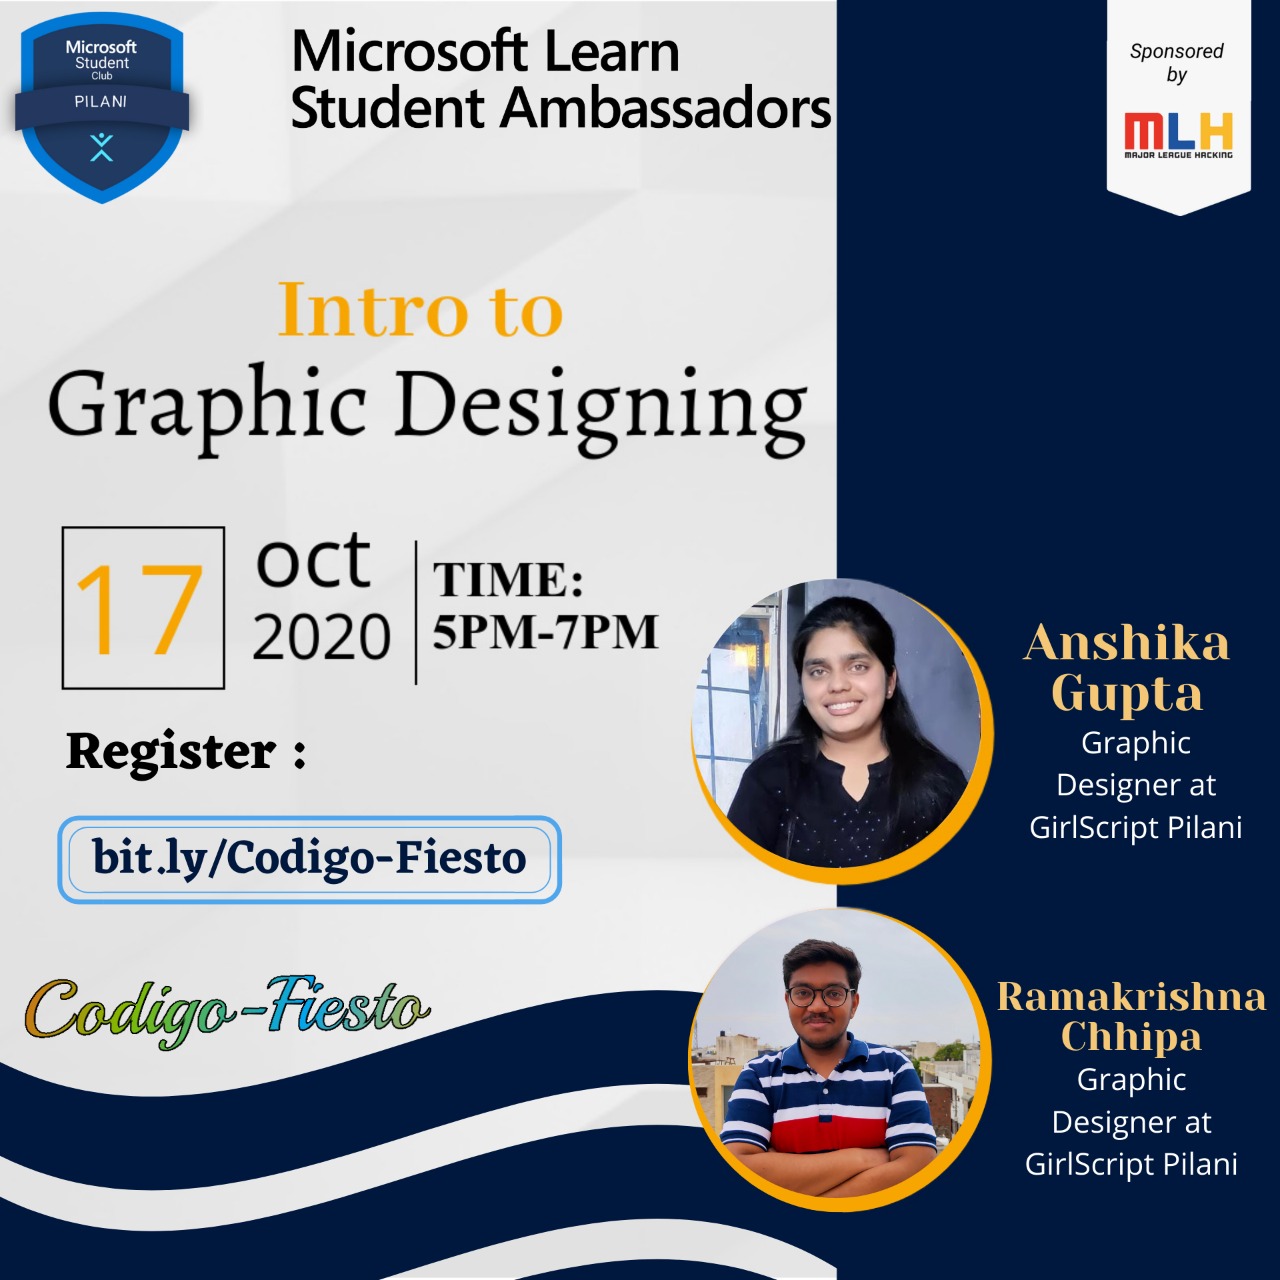 Microsoft
Student
Club
PILANI
Microsoft Learn
Student Ambassadors
Sponsored
by
MLH
MAJOR LEAGUE HACKING
Intro to
Graphic Designing
17
oct
2020
TIME:
5PM-7PM
Register :
bit.ly/Codigo-Fiesto
Codigo-Fiesto
Anshika
Gupta
Graphic
Designer at
GirlScript Pilani
Ramakrishna
Chhipa
Graphic
Designer at
GirlScript Pilani